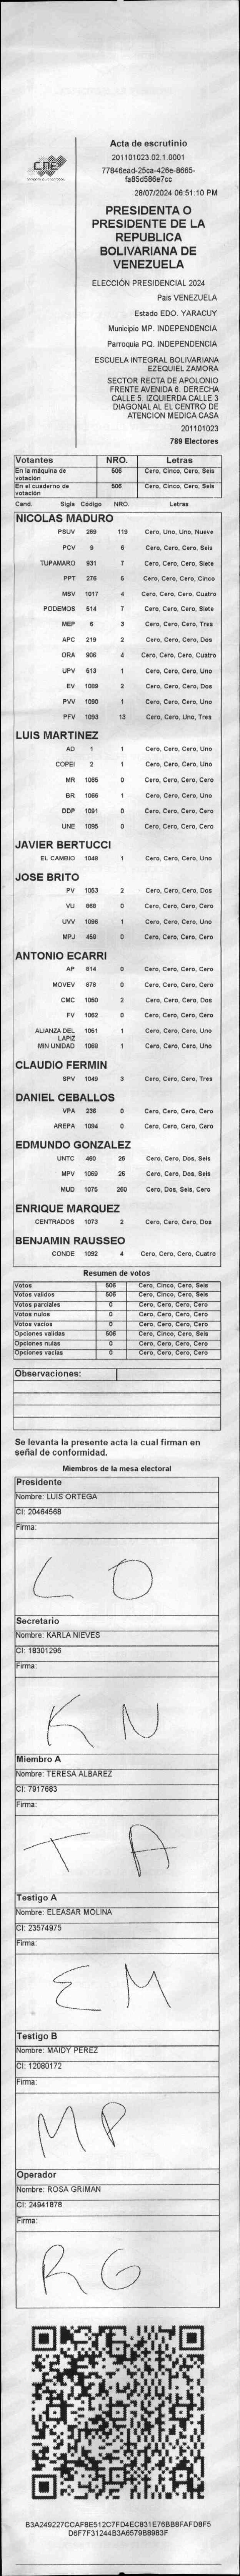 CNE
Acta de escrutinio
201101023.02.1.0001
77846ead-25ca-426e-8665-
fa85d586e7cc
28/07/2024 06:51:10 PM
PRESIDENTA O
PRESIDENTE DE LA
REPUBLICA
BOLIVARIANA DE
VENEZUELA
ELECCIÓN PRESIDENCIAL 2024
Pais VENEZUELA
Estado EDO. YARACUY
Municipio MP. INDEPENDENCIA
Parroquia PQ. INDEPENDENCIA
ESCUELA INTEGRAL BOLIVARIANA
EZEQUIEL ZAMORA
SECTOR RECTA DE APOLONIO
FRENTE AVENIDA 6. DERECHA
CALLE 5. IZQUIERDA CALLE 3
DIAGONAL AL EL CENTRO DE
ATENCION MEDICA CASA
201101023
789 Electores
Votantes NRO. Letras
En la máquina de votación 506 Cero, Cinco, Cero, Seis
En el cuaderno de votación 506 Cero, Cinco, Cero, Seis
Cand. Sigla Código NRO. Letras
NICOLAS MADURO
PSUV 269 119 Cero, Uno, Uno, Nueve
PCV 9 6 Cero, Cero, Cero, Seis
TUPAMARO 931 7 Cero, Cero, Cero, Siete
PPT 276 5 Cero, Cero, Cero, Cinco
MSV 1017 4 Cero, Cero, Cero, Cuatro
PODEMOS 514 7 Cero, Cero, Cero, Siete
MEP 6 3 Cero, Cero, Cero, Tres
APC 219 2 Cero, Cero, Cero, Dos
ORA 906 4 Cero, Cero, Cero, Cuatro
UPV 513 1 Cero, Cero, Cero, Uno
EV 1089 2 Cero, Cero, Cero, Dos
PVV 1090 1 Cero, Cero, Cero, Uno
PFV 1093 13 Cero, Cero, Uno, Tres
LUIS MARTINEZ
AD 1 1 Cero, Cero, Cero, Uno
COPEI 2 1 Cero, Cero, Cero, Uno
MR 1065 0 Cero, Cero, Cero, Cero
BR 1066 1 Cero, Cero, Cero, Uno
DDP 1091 0 Cero, Cero, Cero, Cero
UNE 1095 0 Cero, Cero, Cero, Cero
JAVIER BERTUCCI
EL CAMBIO 1048 1 Cero, Cero, Cero, Uno
JOSE BRITO
PV 1053 2 Cero, Cero, Cero, Dos
VU 868 0 Cero, Cero, Cero, Cero
UVV 1096 1 Cero, Cero, Cero, Uno
MPJ 458 0 Cero, Cero, Cero, Cero
ANTONIO ECARRI
AP 814 0 Cero, Cero, Cero, Cero
MOVEV 878 0 Cero, Cero, Cero, Cero
CMC 1050 2 Cero, Cero, Cero, Dos
FV 1062 0 Cero, Cero, Cero, Cero
ALIANZA DEL LAPIZ 1061 1 Cero, Cero, Cero, Uno
MIN UNIDAD 1068 1 Cero, Cero, Cero, Uno
CLAUDIO FERMIN
SPV 1049 3 Cero, Cero, Cero, Tres
DANIEL CEBALLOS
VPA 236 0 Cero, Cero, Cero, Cero
AREPA 1094 0 Cero, Cero, Cero, Cero
EDMUNDO GONZALEZ
UNTC 460 26 Cero, Cero, Dos, Seis
MPV 1069 26 Cero, Cero, Dos, Seis
MUD 1075 260 Cero, Dos, Seis, Cero
ENRIQUE MARQUEZ
CENTRADOS 1073 2 Cero, Cero, Cero, Dos
BENJAMIN RAUSSEO
CONDE 1092 4 Cero, Cero, Cero, Cuatro
Resumen de votos
Votos 506 Cero, Cinco, Cero, Seis
Votos validos 506 Cero, Cinco, Cero, Seis
Votos parciales 0 Cero, Cero, Cero, Cero
Votos nulos 0 Cero, Cero, Cero, Cero
Votos vacios 0 Cero, Cero, Cero, Cero
Opciones validas 506 Cero, Cinco, Cero, Seis
Opciones nulas 0 Cero, Cero, Cero, Cero
Opciones vacias 0 Cero, Cero, Cero, Cero
Observaciones:
Se levanta la presente acta la cual firman en
señal de conformidad.
Miembros de la mesa electoral
Presidente
Nombre: LUIS ORTEGA
CI: 20464568
Firma:
L O
Secretario
Nombre: KARLA NIEVES
CI: 18301296
Firma:
K N
Miembro A
Nombre: TERESA ALBAREZ
CI: 7917683
Firma:
T A
Testigo A
Nombre: ELEASAR MOLINA
CI: 23574975
Firma:
E M
Testigo B
Nombre: MAIDY PEREZ
CI: 12080172
Firma:
M P
Operador
Nombre: ROSA GRIMAN
CI: 24941878
Firma:
R G
B3A249227CCAF8E512C7FD4EC831E76BB8FAFD8F5
D6F7F31244B3A6579B8983F